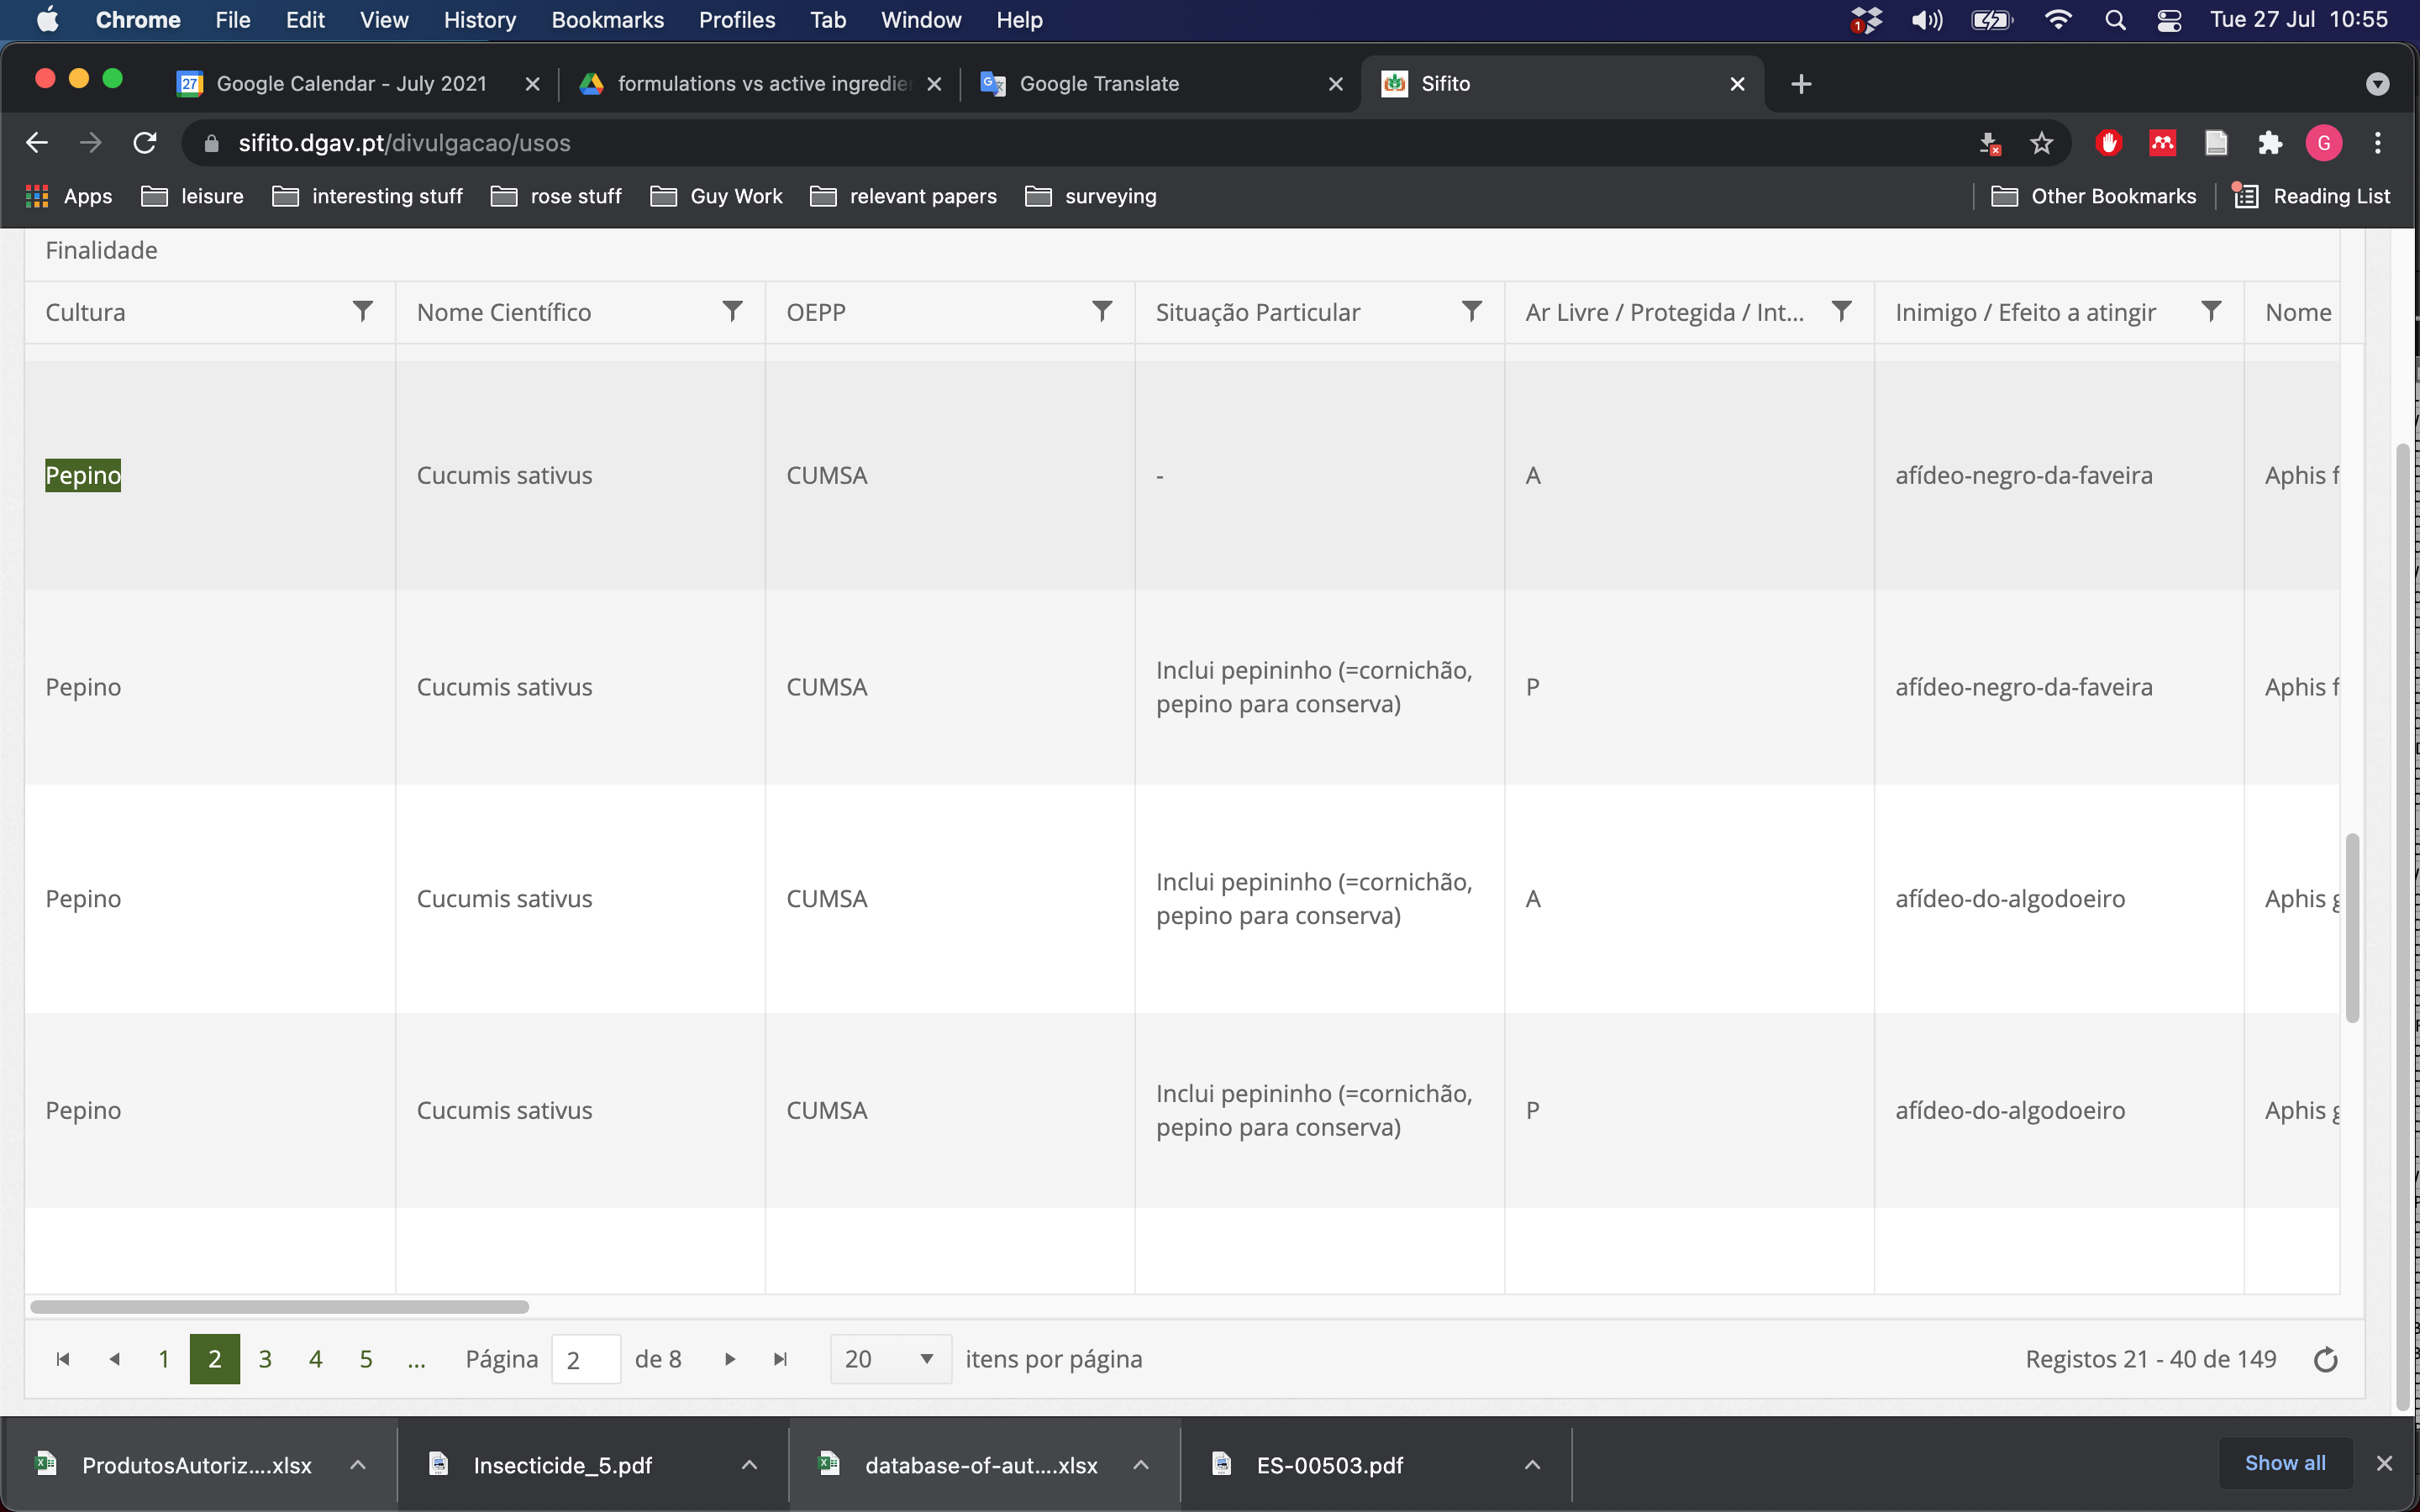 Chrome File Edit View History Bookmarks Profiles Tab Window Help 1 Tue 27 Jul 10:55
27 Google Calendar - July 2021 formulations vs active ingredie Google Translate Sifito
sifito.dgav.pt/divulgacao/usos G
Apps leisure interesting stuff rose stuff Guy Work relevant papers surveying Other Bookmarks Reading List
Finalidade
Cultura Nome Científico OEPP Situação Particular Ar Livre / Protegida / Int... Inimigo / Efeito a atingir Nome
Pepino Cucumis sativus CUMSA - A afídeo-negro-da-faveira Aphis f
Inclui pepininho (=cornichão,
Pepino Cucumis sativus CUMSA P afídeo-negro-da-faveira Aphis f
pepino para conserva)
Inclui pepininho (=cornichão,
Pepino Cucumis sativus CUMSA A afídeo-do-algodoeiro Aphis g
pepino para conserva)
Inclui pepininho (=cornichão,
Pepino Cucumis sativus CUMSA P afídeo-do-algodoeiro Aphis g
pepino para conserva)
1 2 3 4 5 ... Página 2 de 8 20 itens por página Registos 21 - 40 de 149
ProdutosAutoriz....xlsx Insecticide_5.pdf database-of-aut....xlsx ES-00503.pdf Show all